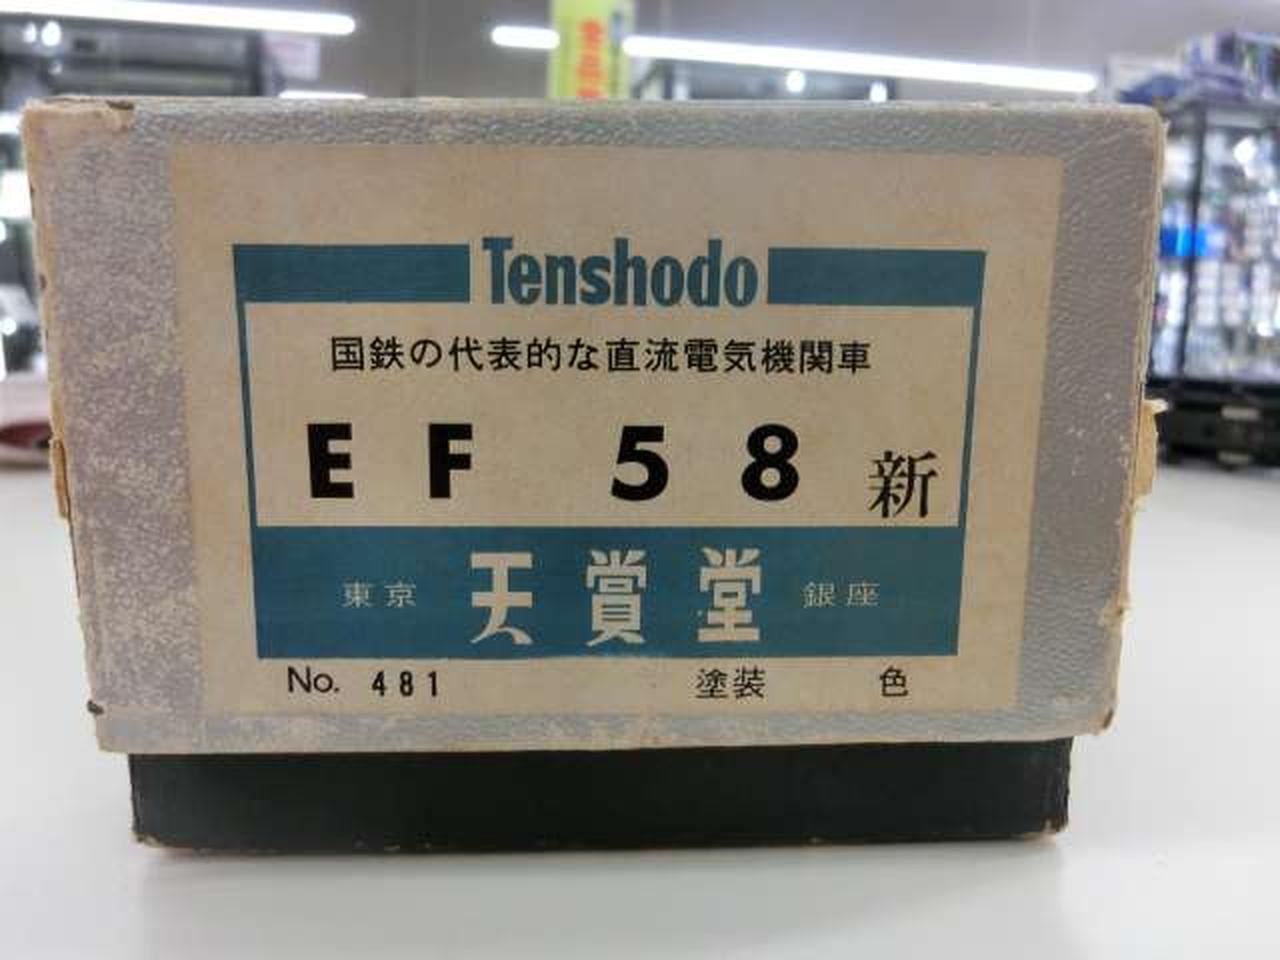 Tenshodo
国鉄の代表的な直流電気機関車
EF 58 新
東京 天賞堂 銀座
No. 481 塗装 色